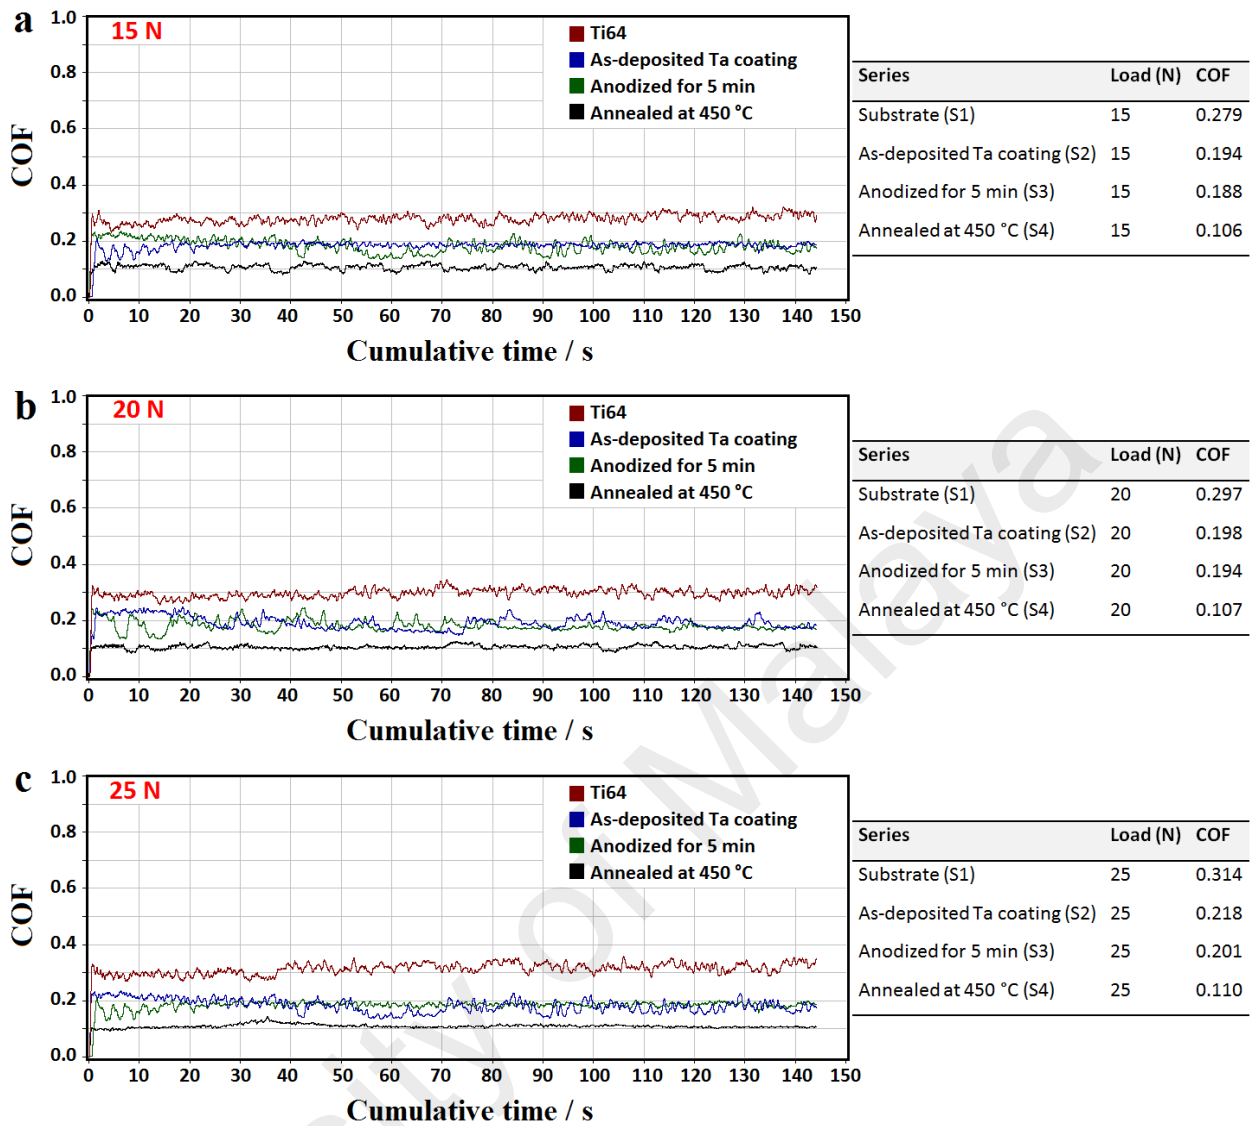 a
15 N
Ti64
As-deposited Ta coating
Anodized for 5 min
Annealed at 450 °C
1.0
0.8
0.6
0.4
0.2
0.0
COF
0 10 20 30 40 50 60 70 80 90 100 110 120 130 140 150
Cumulative time / s
Series Load (N) COF
Substrate (S1) 15 0.279
As-deposited Ta coating (S2) 15 0.194
Anodized for 5 min (S3) 15 0.188
Annealed at 450 °C (S4) 15 0.106
b
20 N
Ti64
As-deposited Ta coating
Anodized for 5 min
Annealed at 450 °C
1.0
0.8
0.6
0.4
0.2
0.0
COF
0 10 20 30 40 50 60 70 80 90 100 110 120 130 140 150
Cumulative time / s
Series Load (N) COF
Substrate (S1) 20 0.297
As-deposited Ta coating (S2) 20 0.198
Anodized for 5 min (S3) 20 0.194
Annealed at 450 °C (S4) 20 0.107
c
25 N
Ti64
As-deposited Ta coating
Anodized for 5 min
Annealed at 450 °C
1.0
0.8
0.6
0.4
0.2
0.0
COF
0 10 20 30 40 50 60 70 80 90 100 110 120 130 140 150
Cumulative time / s
Series Load (N) COF
Substrate (S1) 25 0.314
As-deposited Ta coating (S2) 25 0.218
Anodized for 5 min (S3) 25 0.201
Annealed at 450 °C (S4) 25 0.110
sity of Malaya